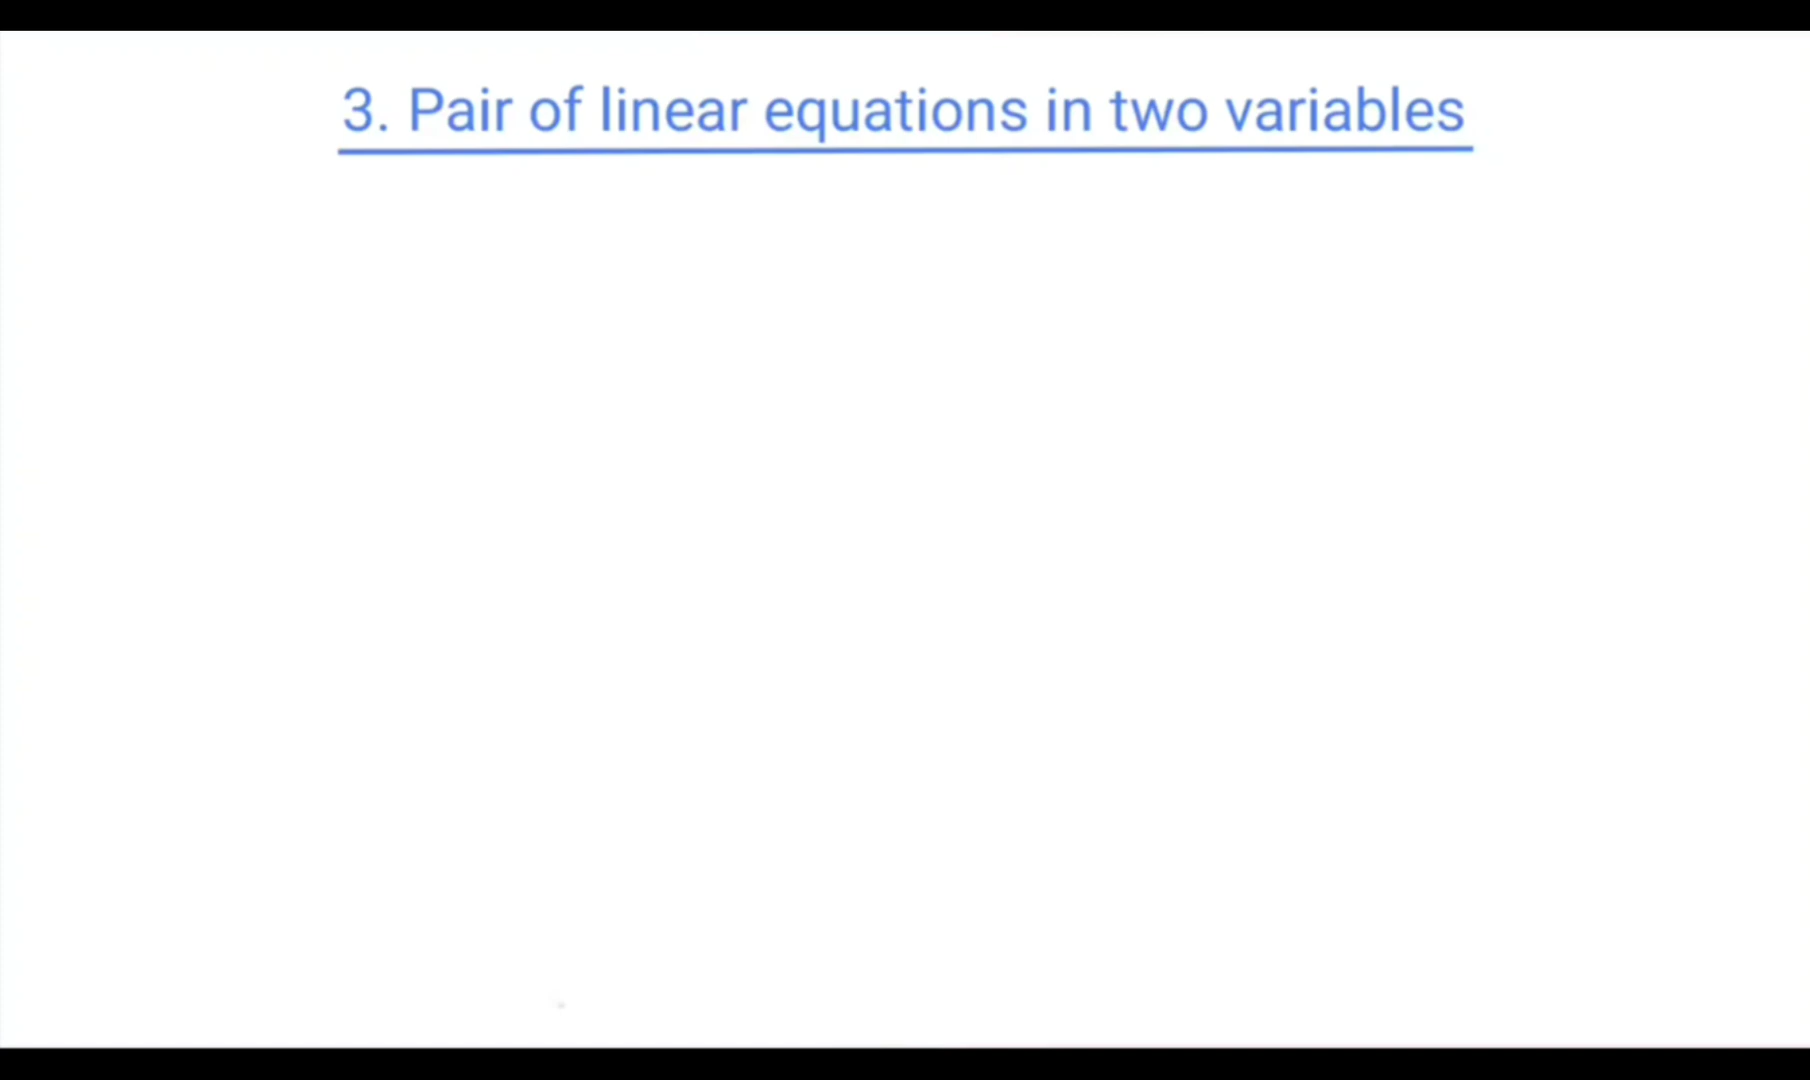 3. Pair of linear equations in two variables